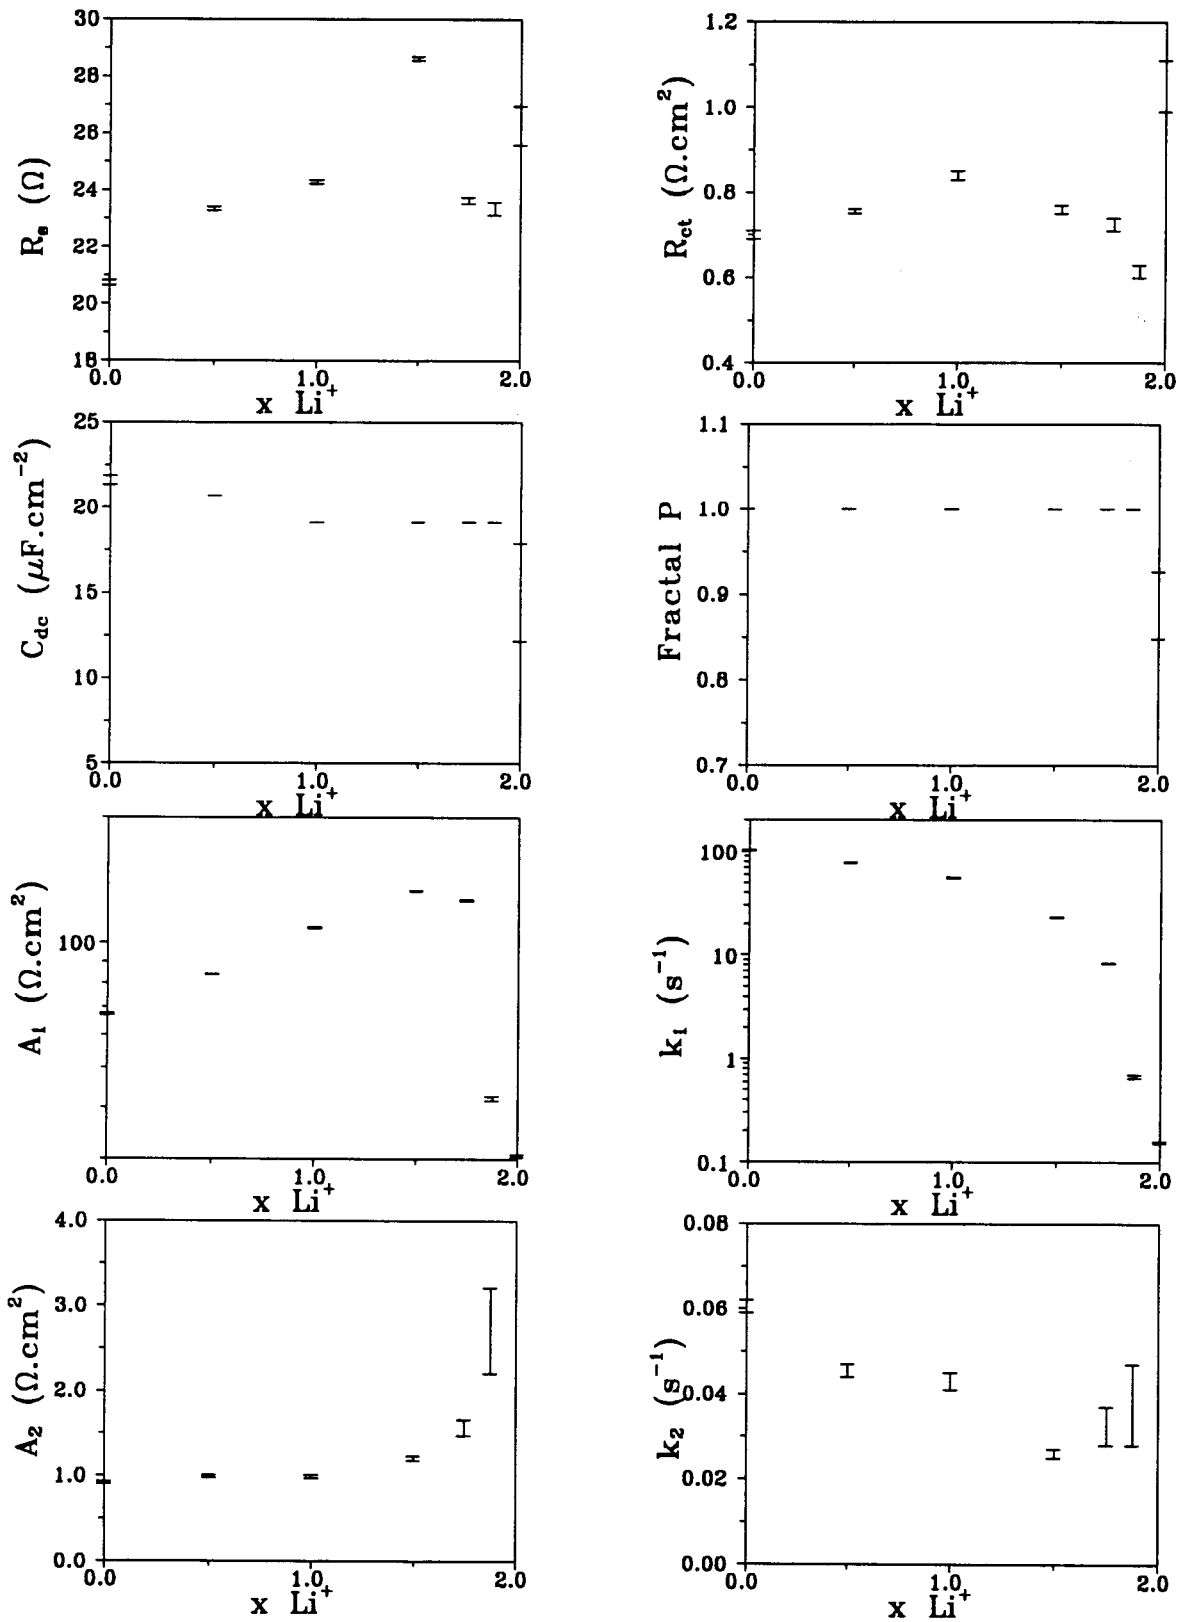 30
28
26
24
22
20
18
R_s (Ω)
0.0 1.0 2.0
x Li⁺
1.2
1.0
0.8
0.6
0.4
R_ct (Ω.cm²)
0.0 1.0 2.0
x Li⁺
25
20
15
10
5
C_dc (μF.cm⁻²)
0.0 1.0 2.0
x Li⁺
1.1
1.0
0.9
0.8
0.7
Fractal P
0.0 1.0 2.0
x Li⁺
100
A₁ (Ω.cm²)
0.0 1.0 2.0
x Li⁺
100
10
1
0.1
k₁ (s⁻¹)
0.0 1.0 2.0
x Li⁺
4.0
3.0
2.0
1.0
0.0
A₂ (Ω.cm²)
0.0 1.0 2.0
x Li⁺
0.08
0.06
0.04
0.02
0.00
k₂ (s⁻¹)
0.0 1.0 2.0
x Li⁺